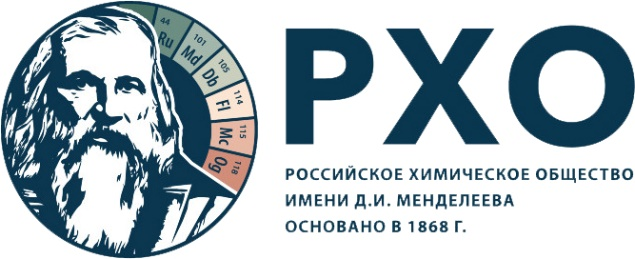 44
Ru
101
Md
105
Db
114
Fl
115
Mc
118
Og
РХО
РОССИЙСКОЕ ХИМИЧЕСКОЕ ОБЩЕСТВО
ИМЕНИ Д.И. МЕНДЕЛЕЕВА
ОСНОВАНО В 1868 Г.